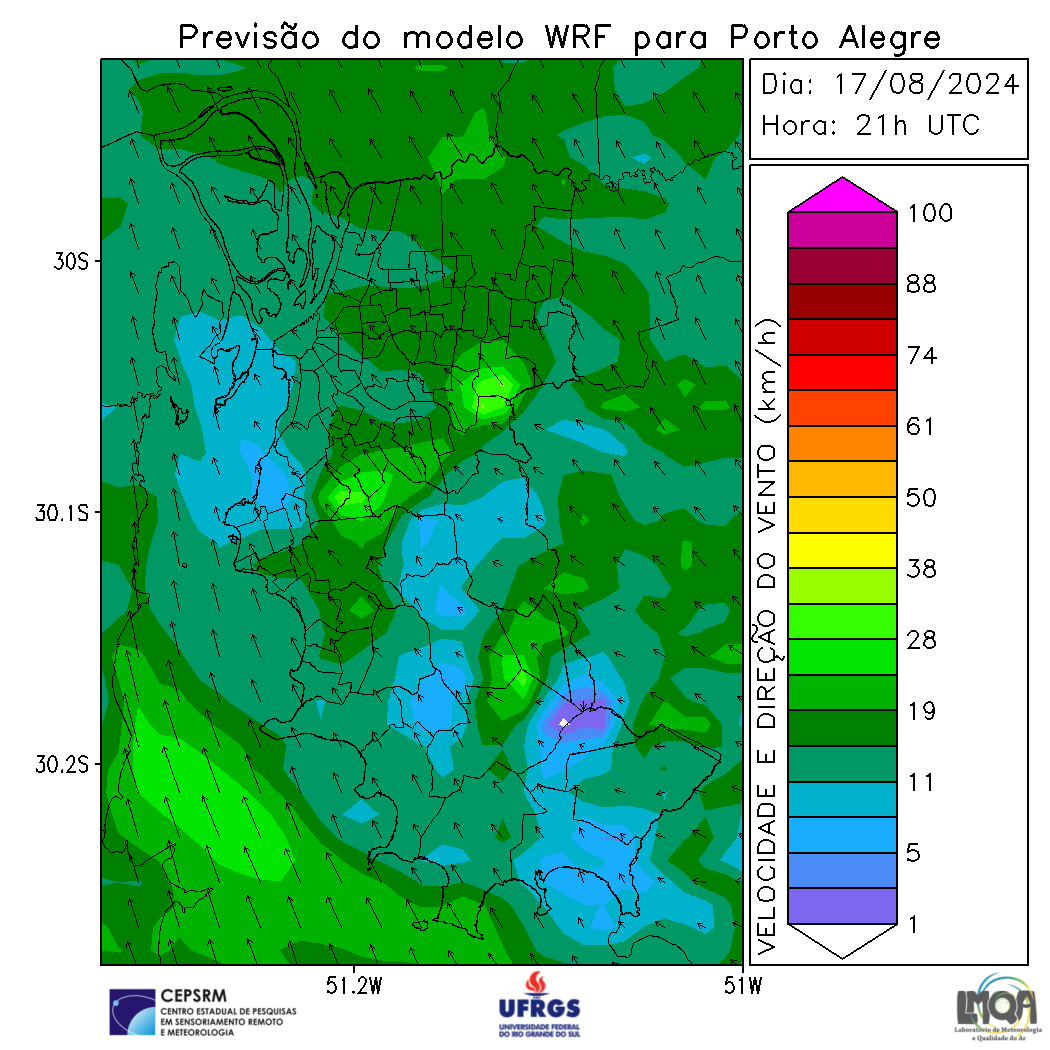 Previsão do modelo WRF para Porto Alegre
Dia: 17/08/2024
Hora: 21h UTC
30S
30.1S
30.2S
51.2W
51W
VELOCIDADE E DIREÇÃO DO VENTO (km/h)
100
88
74
61
50
38
28
19
11
5
1
CEPSRM
CENTRO ESTADUAL DE PESQUISAS
EM SENSORIAMENTO REMOTO
E METEOROLOGIA
UFRGS
UNIVERSIDADE FEDERAL
DO RIO GRANDE DO SUL
LMQA
Laboratório de Meteorologia
e Qualidade do Ar